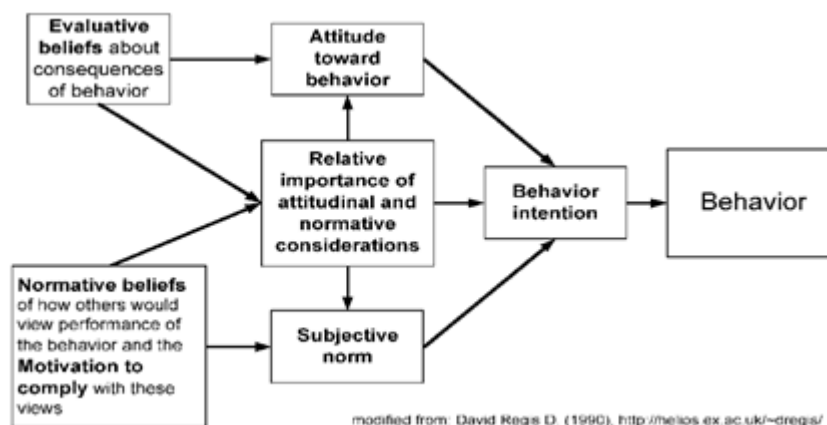 Evaluative
beliefs about
consequences
of behavior
Attitude
toward
behavior
Relative
importance of
attitudinal and
normative
considerations
Behavior
intention
Behavior
Normative beliefs
of how others would
view performance of
the behavior and the
Motivation to
comply with these
views
Subjective
norm
modified from: David Regis D. (1990). http://helios.ex.ac.uk/~dregis/